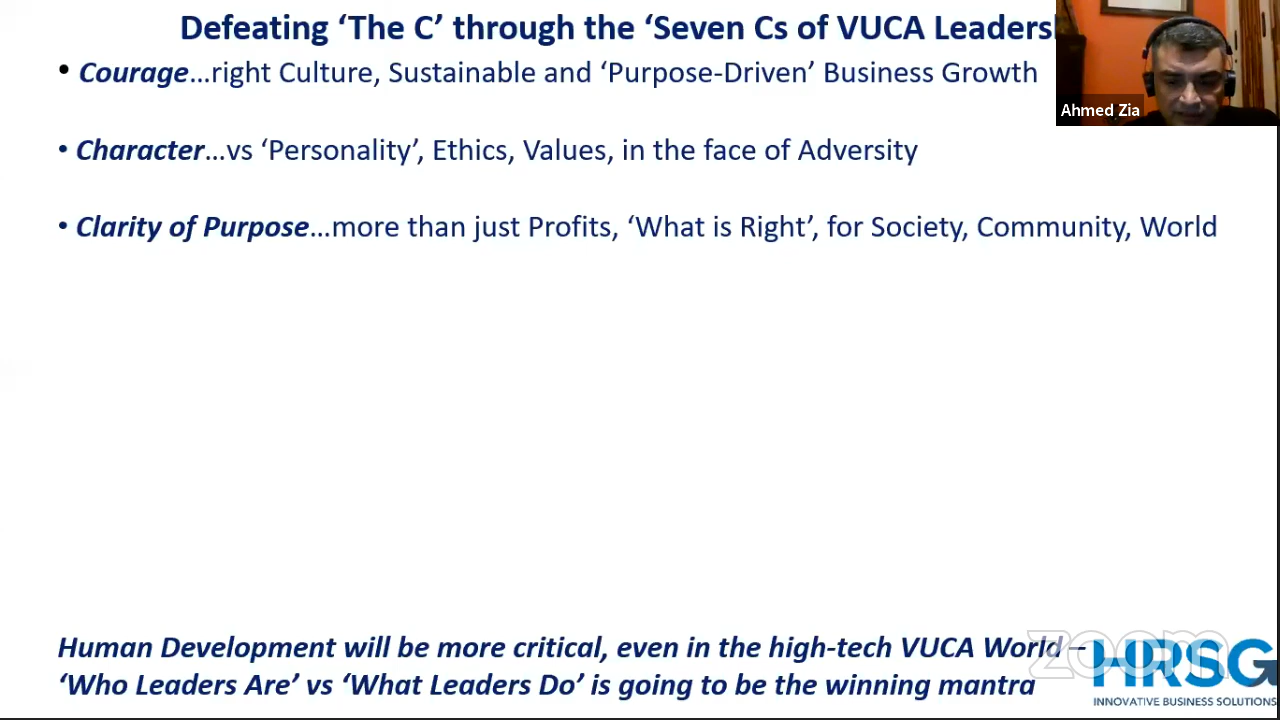 Defeating ‘The C’ through the ‘Seven Cs of VUCA
Ahmed Zia
• Courage…right Culture, Sustainable and ‘Purpose-Driven’ Business Growth
• Character…vs ‘Personality’, Ethics, Values, in the face of Adversity
• Clarity of Purpose…more than just Profits, ‘What is Right’, for Society, Community, World
Human Development will be more critical, even in the high-tech VUCA World –
‘Who Leaders Are’ vs ‘What Leaders Do’ is going to be the winning mantra
zoom
HRSG
INNOVATIVE BUSINESS SOLUTIONS